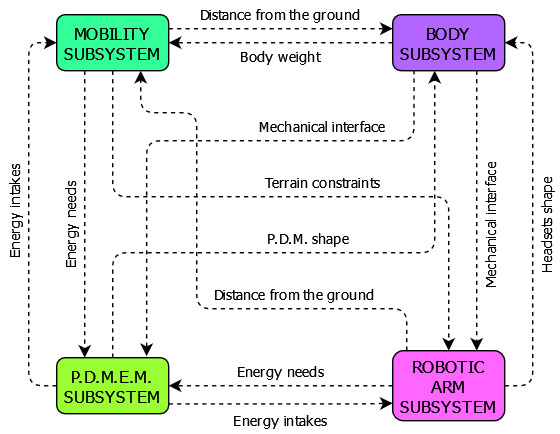 Distance from the ground
MOBILITY
SUBSYSTEM
BODY
SUBSYSTEM
Body weight
Mechanical interface
Energy intakes
Energy needs
Terrain constraints
Mechanical interface
Headsets shape
P.D.M. shape
Distance from the ground
P.D.M.E.M.
SUBSYSTEM
Energy needs
ROBOTIC
ARM
SUBSYSTEM
Energy intakes